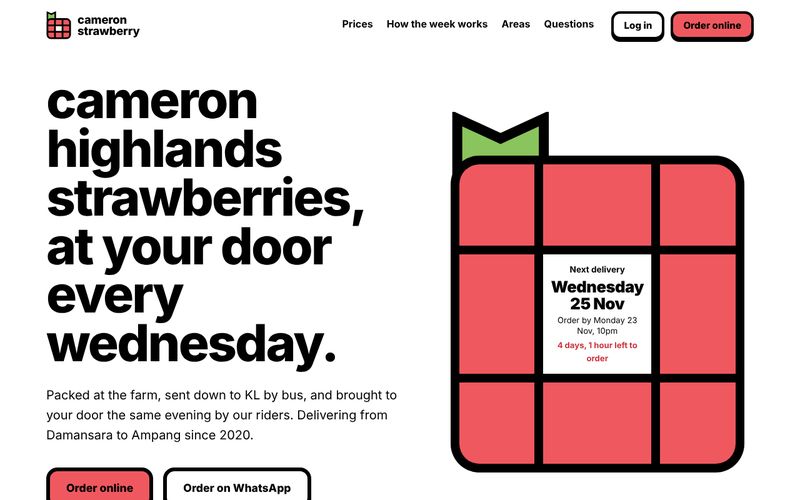 cameron
strawberry
Prices
How the week works
Areas
Questions
Log in
Order online
cameron
highlands
strawberries,
at your door
every
wednesday.
Packed at the farm, sent down to KL by bus, and brought to
your door the same evening by our riders. Delivering from
Damansara to Ampang since 2020.
Order online
Order on WhatsApp
Next delivery
Wednesday
25 Nov
Order by Monday 23
Nov, 10pm
4 days, 1 hour left to
order